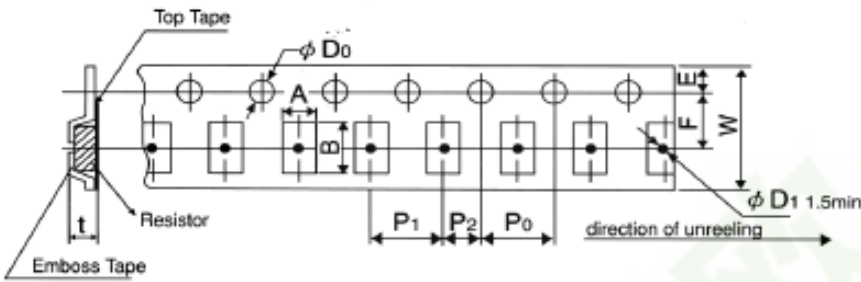 Top Tape
ϕ D0
A
B
E
F
W
t
Resistor
P1
P2
P0
ϕ D1 1.5min
direction of unreeling
Emboss Tape